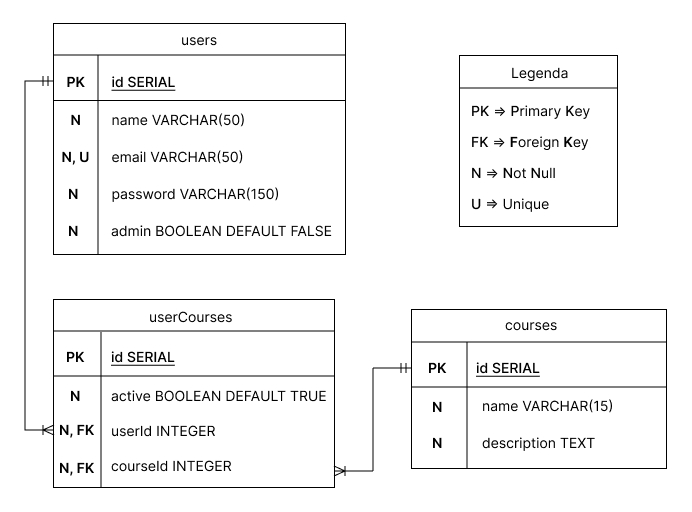 users
PK id SERIAL
N name VARCHAR(50)
N, U email VARCHAR(50)
N password VARCHAR(150)
N admin BOOLEAN DEFAULT FALSE
Legenda
PK => Primary Key
FK => Foreign Key
N => Not Null
U => Unique
userCourses
PK id SERIAL
N active BOOLEAN DEFAULT TRUE
N, FK userId INTEGER
N, FK courseId INTEGER
courses
PK id SERIAL
N name VARCHAR(15)
N description TEXT